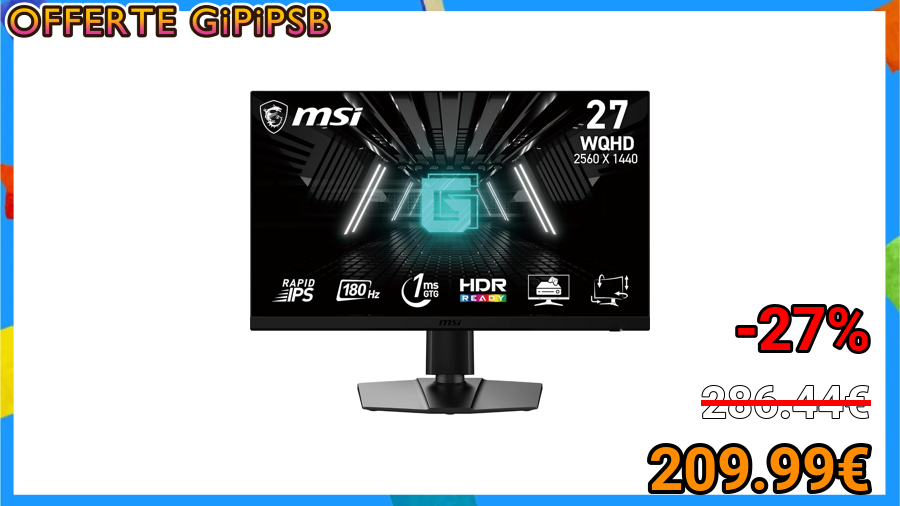 OFFERTE GiPiPSB
msi
27
WQHD
2560 X 1440
G
RAPID
IPS
180Hz
1ms
GTG
HDR
READY
msi
-27%
286.44€
209.99€